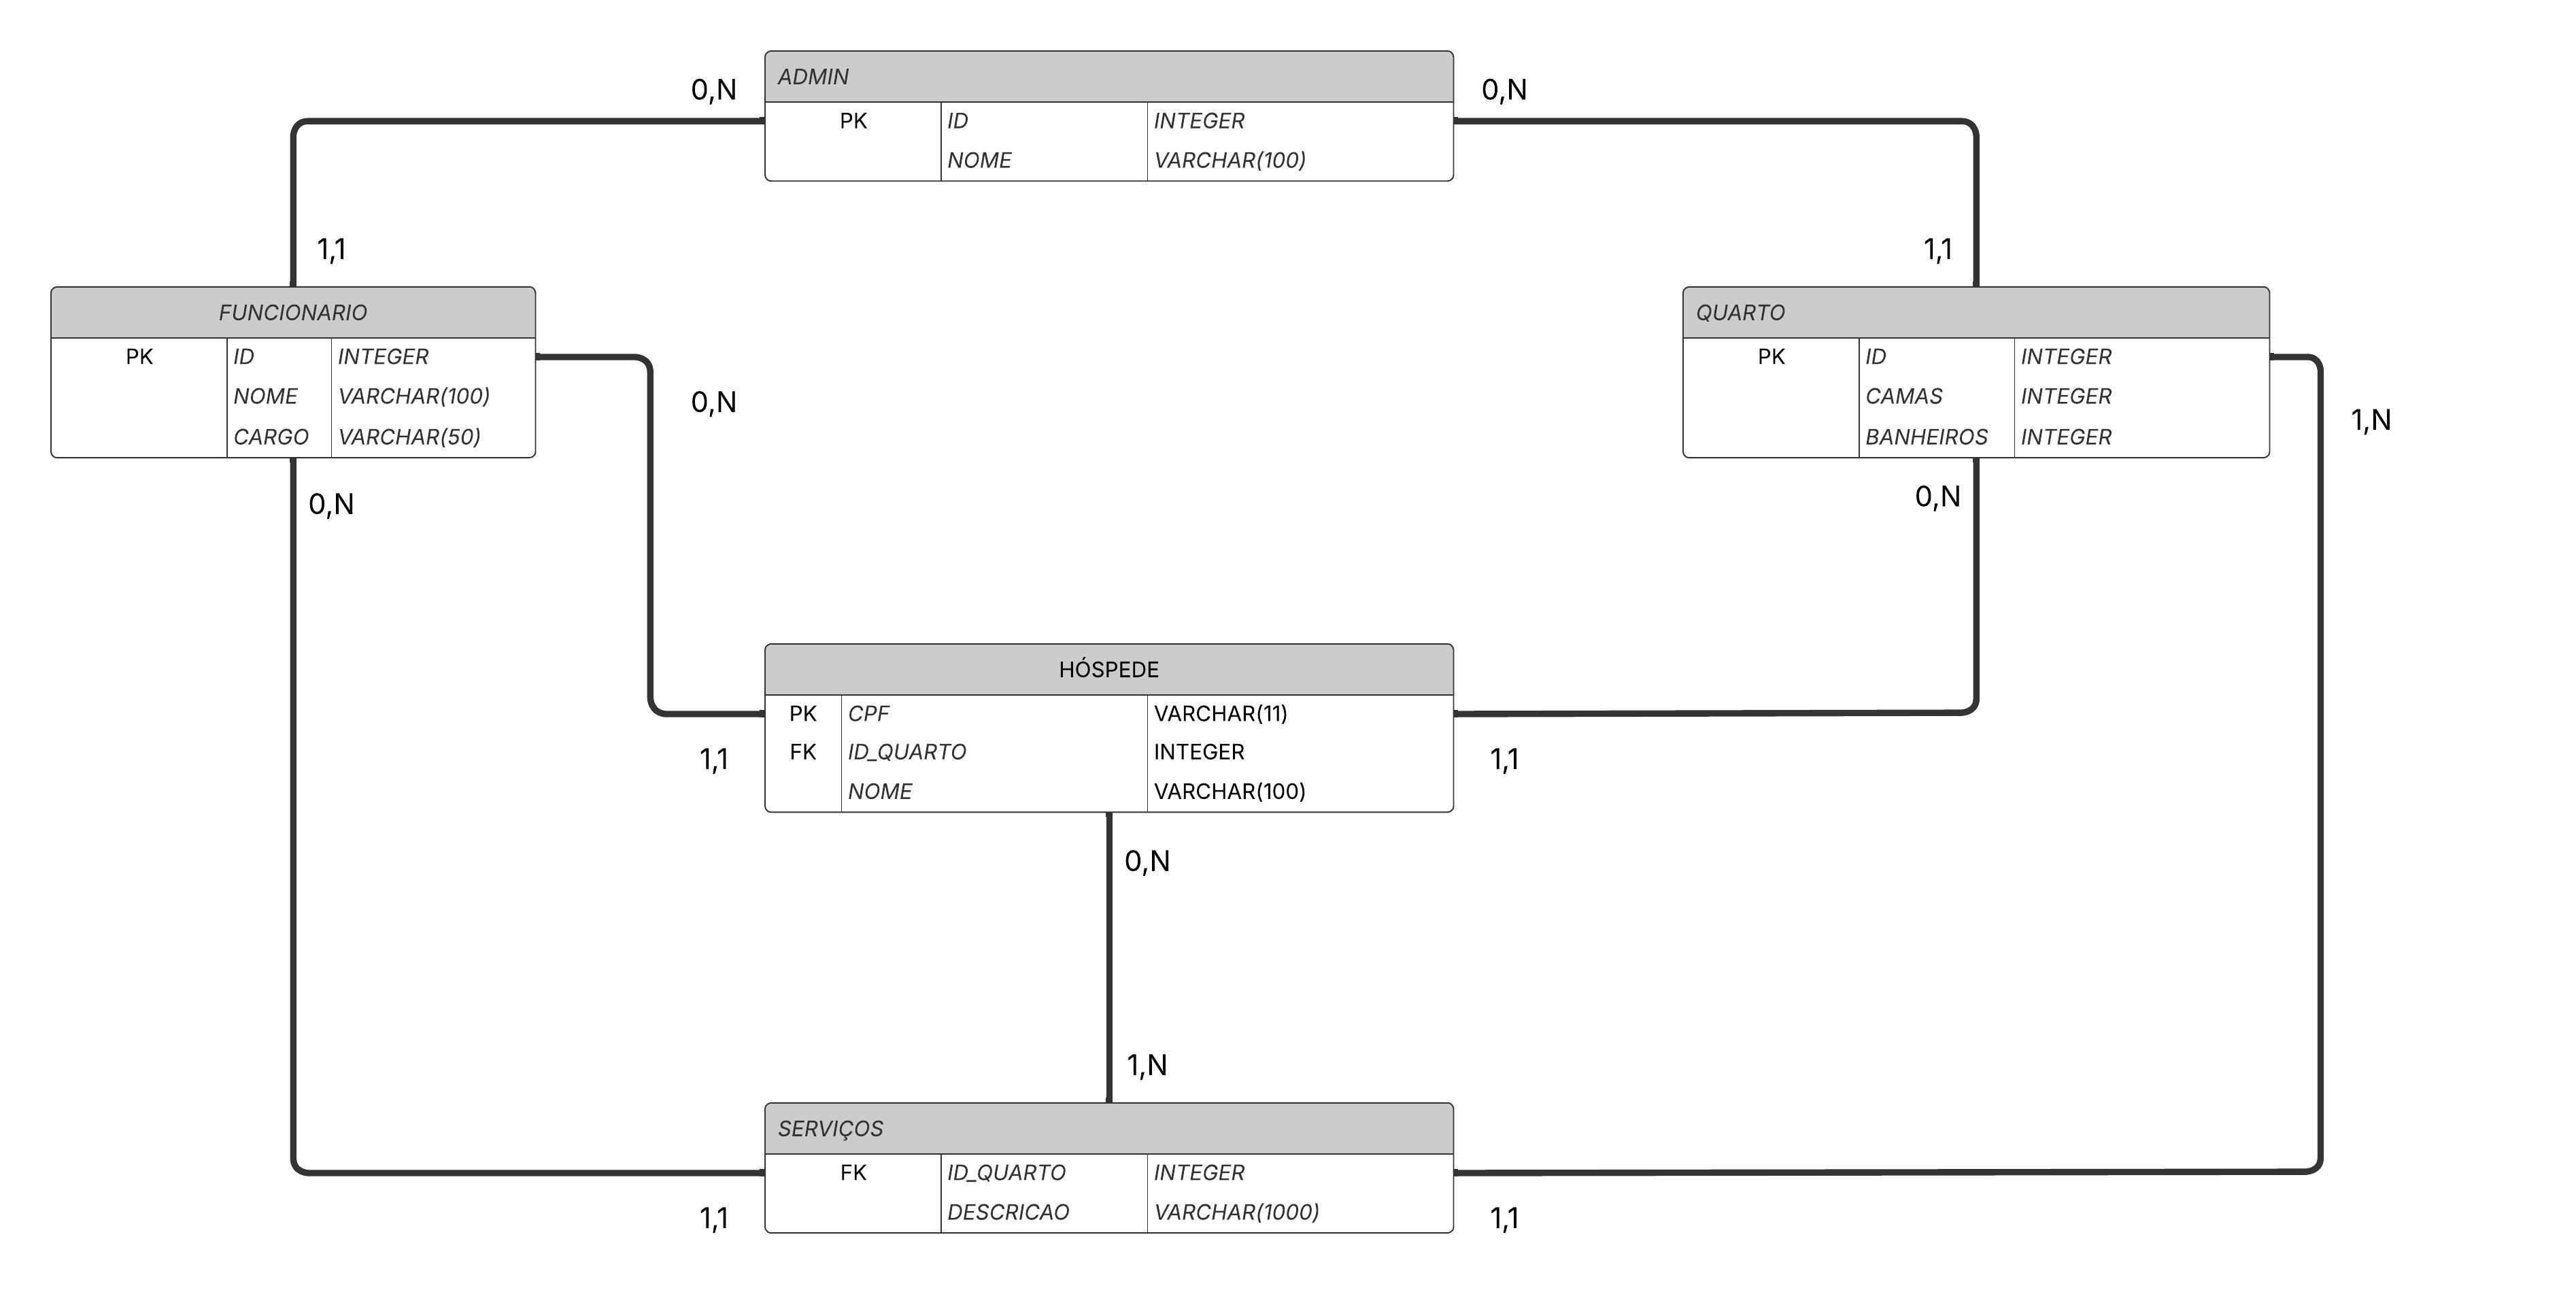 ADMIN
0,N
0,N
PK ID INTEGER
NOME VARCHAR(100)
1,1
1,1
FUNCIONARIO
PK ID INTEGER
NOME VARCHAR(100)
CARGO VARCHAR(50)
QUARTO
PK ID INTEGER
CAMAS INTEGER
BANHEIROS INTEGER
0,N
1,N
0,N
0,N
HÓSPEDE
PK CPF VARCHAR(11)
FK ID_QUARTO INTEGER
NOME VARCHAR(100)
1,1
1,1
0,N
1,N
SERVIÇOS
FK ID_QUARTO INTEGER
DESCRICAO VARCHAR(1000)
1,1
1,1